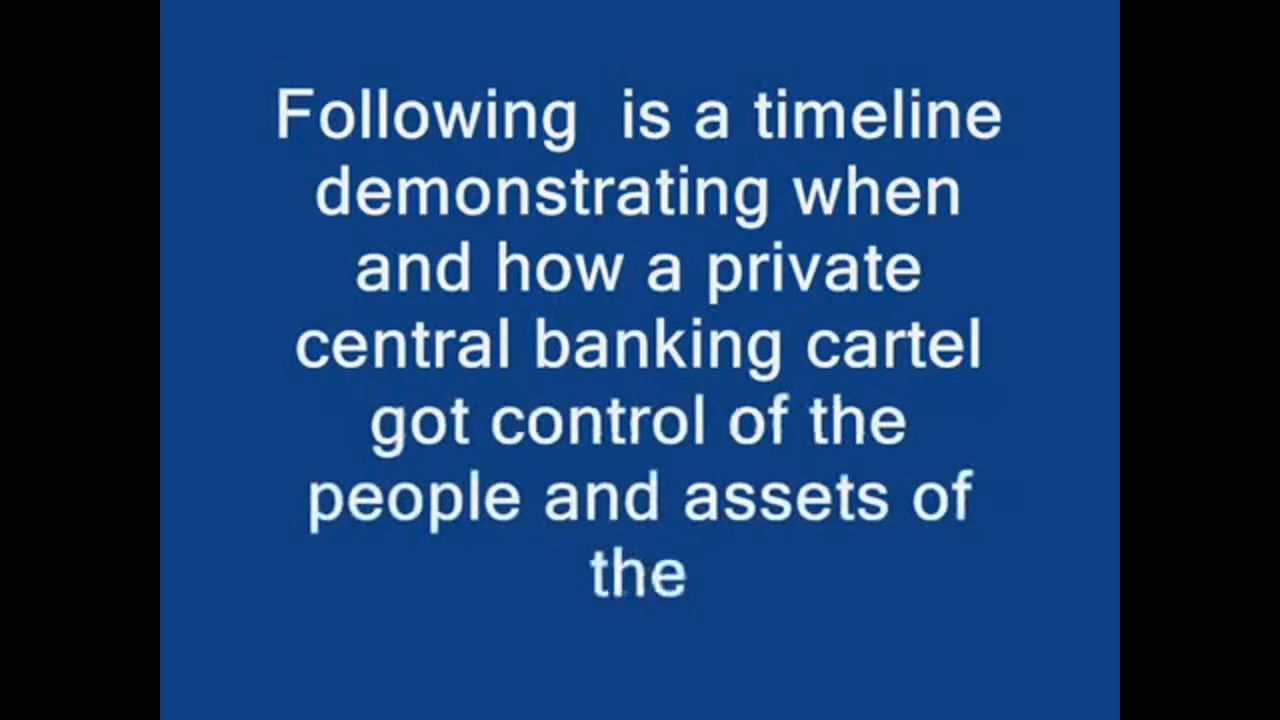 Following  is a timeline
demonstrating when
and how a private
central banking cartel
got control of the
people and assets of
the